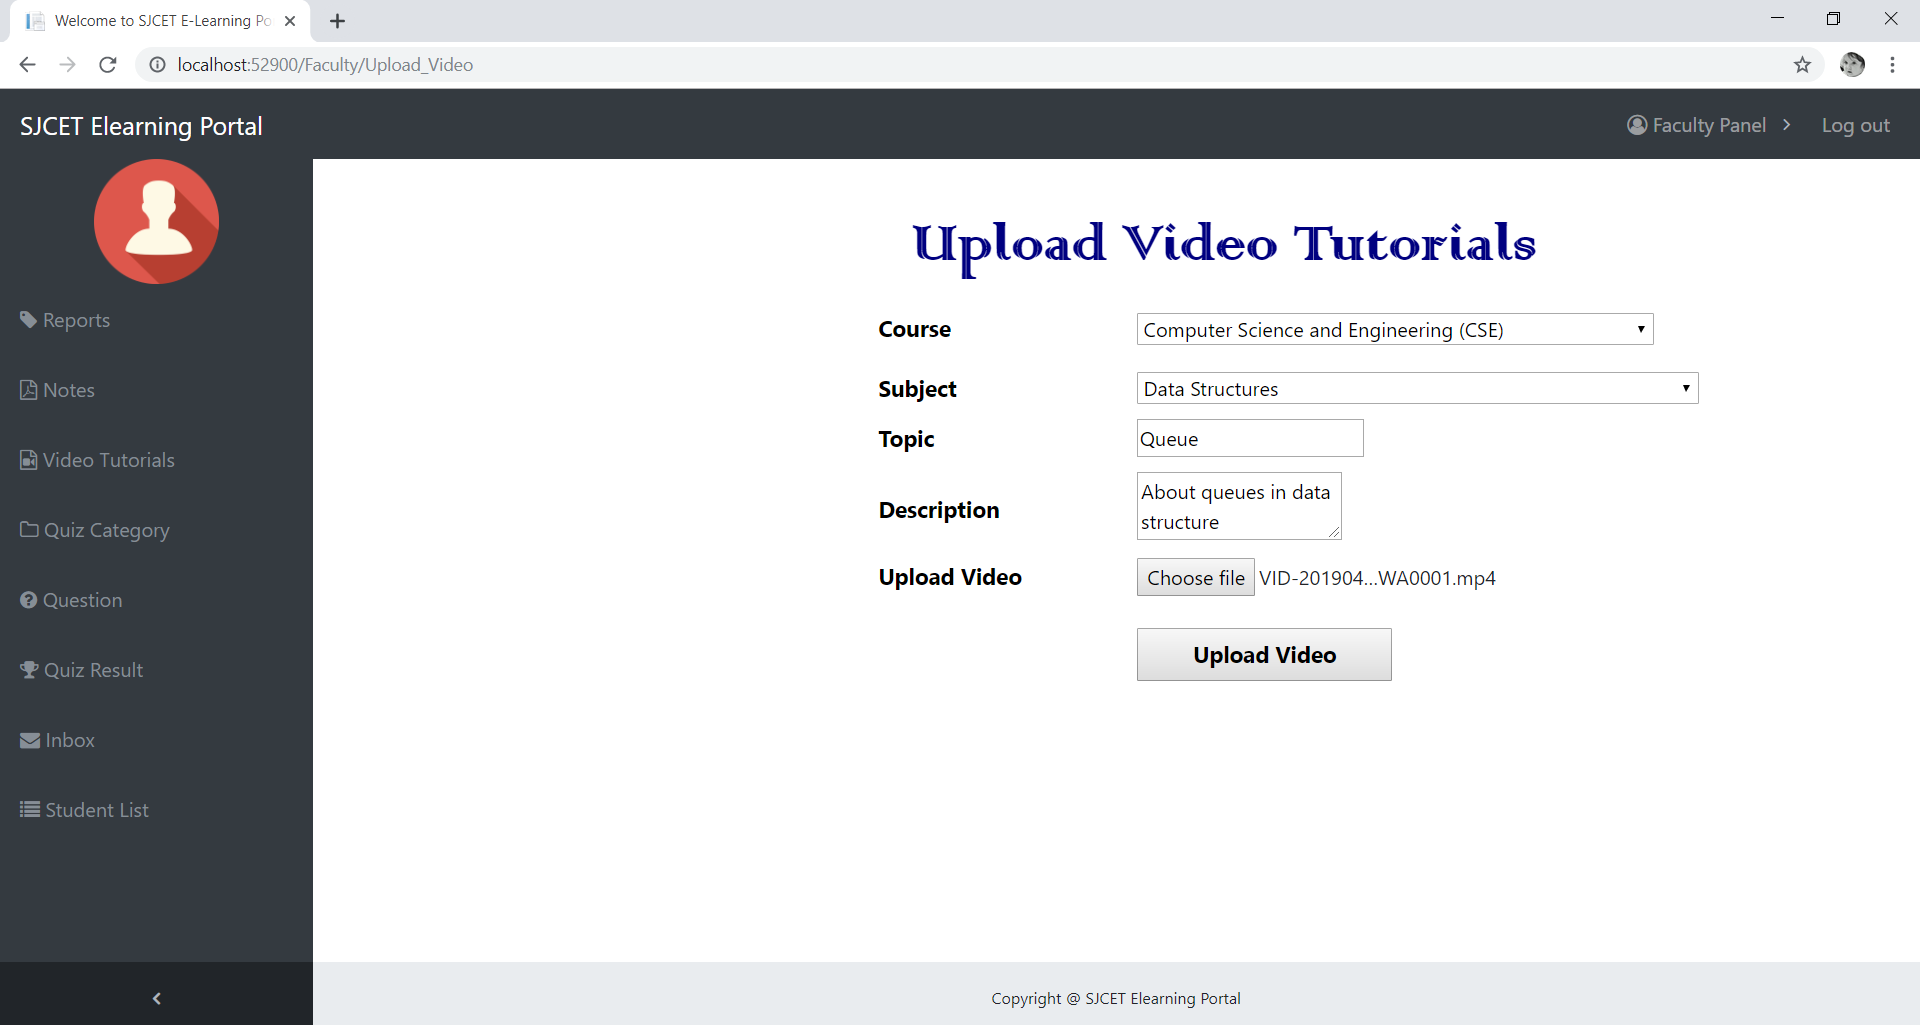 Welcome to SJCET E-Learning Po
localhost:52900/Faculty/Upload_Video
SJCET Elearning Portal
Faculty Panel
Log out
Reports
Notes
Video Tutorials
Quiz Category
Question
Quiz Result
Inbox
Student List
Upload Video Tutorials
Course
Computer Science and Engineering (CSE)
Subject
Data Structures
Topic
Queue
Description
About queues in data
structure
Upload Video
Choose file VID-201904...WA0001.mp4
Upload Video
Copyright @ SJCET Elearning Portal